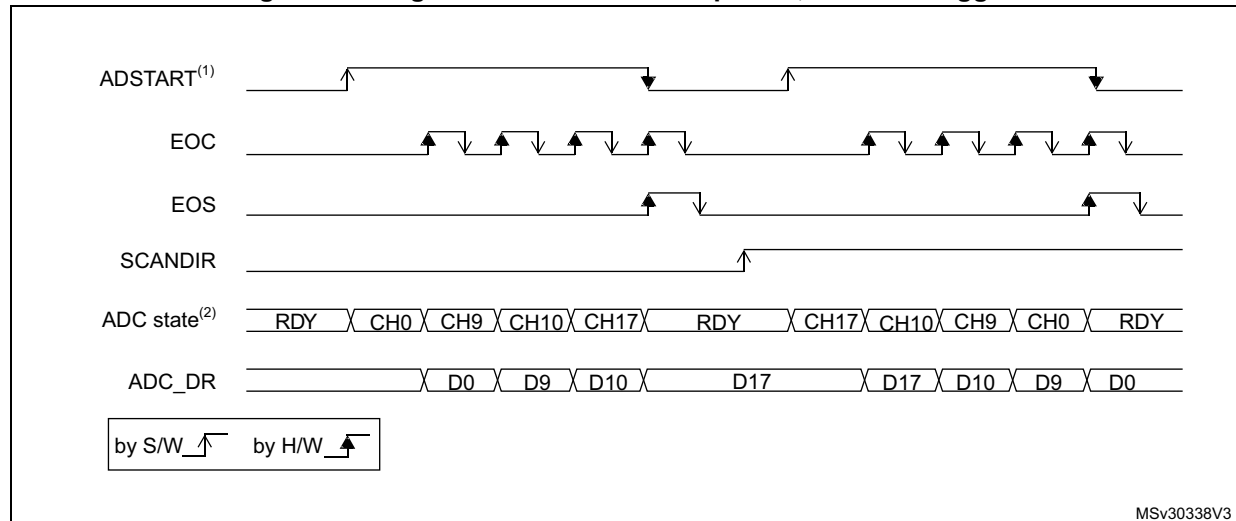 ADSTART(1)
EOC
EOS
SCANDIR
ADC state(2) RDY CH0 CH9 CH10 CH17 RDY CH17 CH10 CH9 CH0 RDY
ADC_DR D0 D9 D10 D17 D17 D10 D9 D0
by S/W by H/W
MSv30338V3